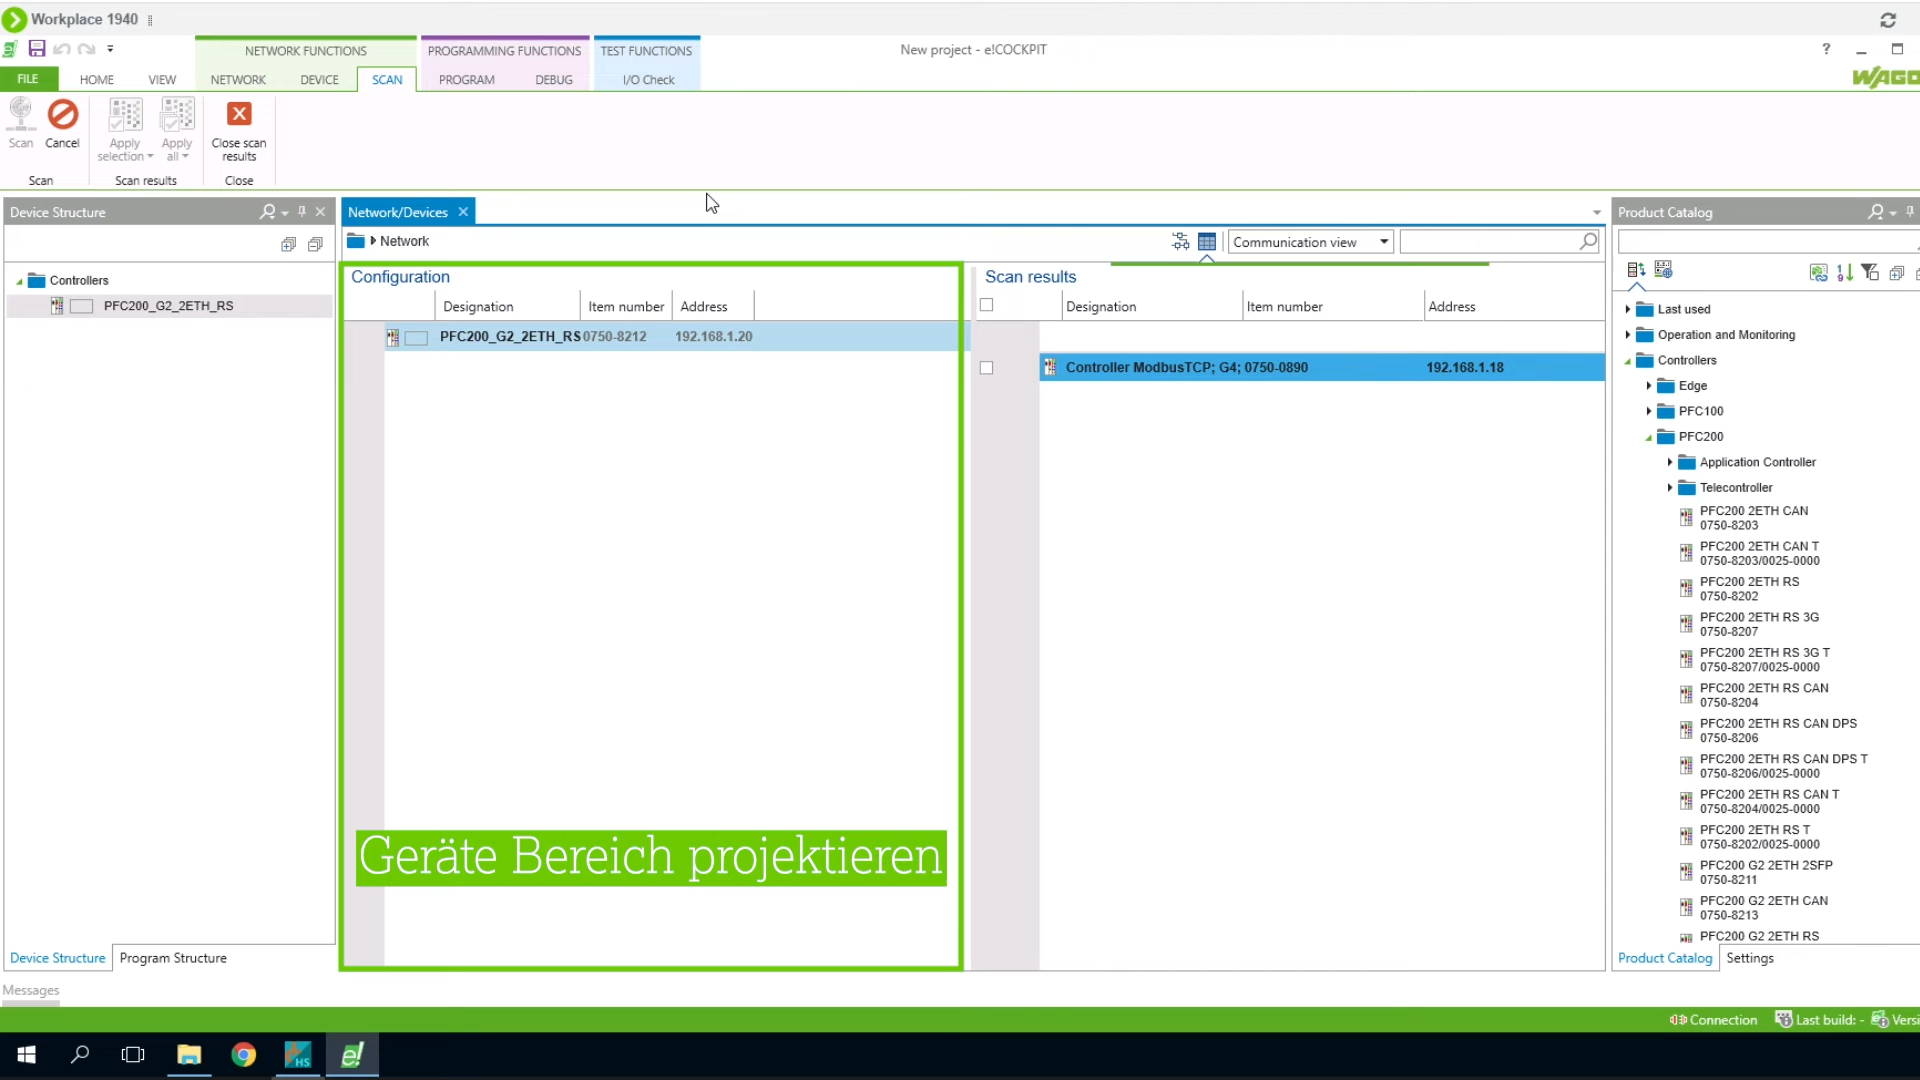 Workplace 1940
NETWORK FUNCTIONS
PROGRAMMING FUNCTIONS
TEST FUNCTIONS
New project - e!COCKPIT
?
FILE
HOME
VIEW
NETWORK
DEVICE
SCAN
PROGRAM
DEBUG
I/O Check
WAGO
Scan
Cancel
Apply
selection
Apply
all
Close scan
results
Scan
Scan results
Close
Device Structure
Network/Devices
Product Catalog
Network
Communication view
Controllers
PFC200_G2_2ETH_RS
Configuration
Designation
Item number
Address
PFC200_G2_2ETH_RS
0750-8212
192.168.1.20
Scan results
Designation
Item number
Address
Controller ModbusTCP; G4;
0750-0890
192.168.1.18
Last used
Operation and Monitoring
Controllers
Edge
PFC100
PFC200
Application Controller
Telecontroller
PFC200 2ETH CAN
0750-8203
PFC200 2ETH CAN T
0750-8203/0025-0000
PFC200 2ETH RS
0750-8202
PFC200 2ETH RS 3G
0750-8207
PFC200 2ETH RS 3G T
0750-8207/0025-0000
PFC200 2ETH RS CAN
0750-8204
PFC200 2ETH RS CAN DPS
0750-8206
PFC200 2ETH RS CAN DPS T
0750-8206/0025-0000
PFC200 2ETH RS CAN T
0750-8204/0025-0000
PFC200 2ETH RS T
0750-8202/0025-0000
PFC200 G2 2ETH 2SFP
0750-8211
PFC200 G2 2ETH CAN
0750-8213
PFC200 G2 2ETH RS
Geräte Bereich projektieren
Device Structure
Program Structure
Product Catalog
Settings
Messages
Connection
Last build: -
Versi
HS
e!